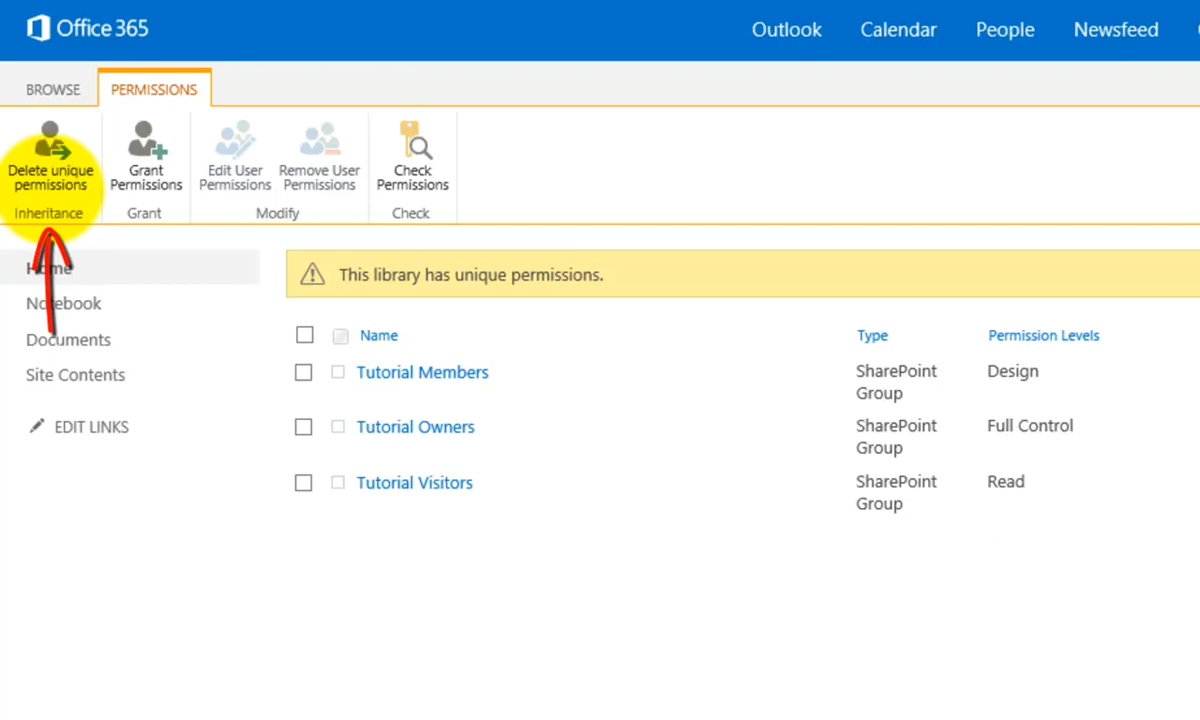 Office 365
Outlook Calendar People Newsfeed
BROWSE PERMISSIONS
Delete unique permissions
Grant Permissions
Edit User Permissions
Remove User Permissions
Check Permissions
Inheritance Grant Modify Check
Home
Notebook
Documents
Site Contents
EDIT LINKS
This library has unique permissions.
Name Type Permission Levels
Tutorial Members SharePoint Group Design
Tutorial Owners SharePoint Group Full Control
Tutorial Visitors SharePoint Group Read